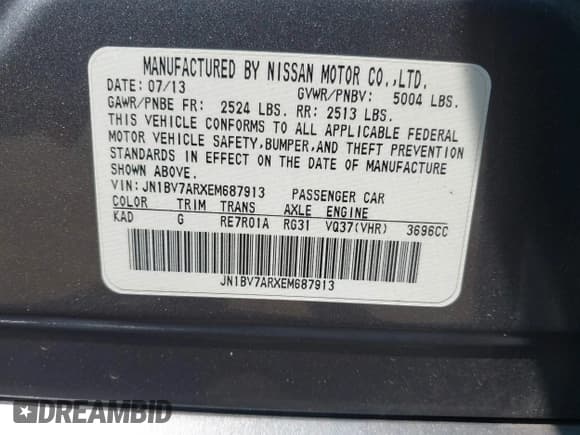 MANUFACTURED BY NISSAN MOTOR CO.,LTD.
DATE: 07/13 GVWR/PNBV: 5004 LBS.
GAWR/PNBE FR: 2524 LBS. RR: 2513 LBS.
THIS VEHICLE CONFORMS TO ALL APPLICABLE FEDERAL
MOTOR VEHICLE SAFETY, BUMPER, AND THEFT PREVENTION
STANDARDS IN EFFECT ON THE DATE OF MANUFACTURE
SHOWN ABOVE.
VIN: JN1BV7ARXEM687913 PASSENGER CAR
COLOR TRIM TRANS AXLE ENGINE
KAD G RE7R01A RG31 VQ37(VHR) 3696CC
JN1BV7ARXEM687913
DREAMBID